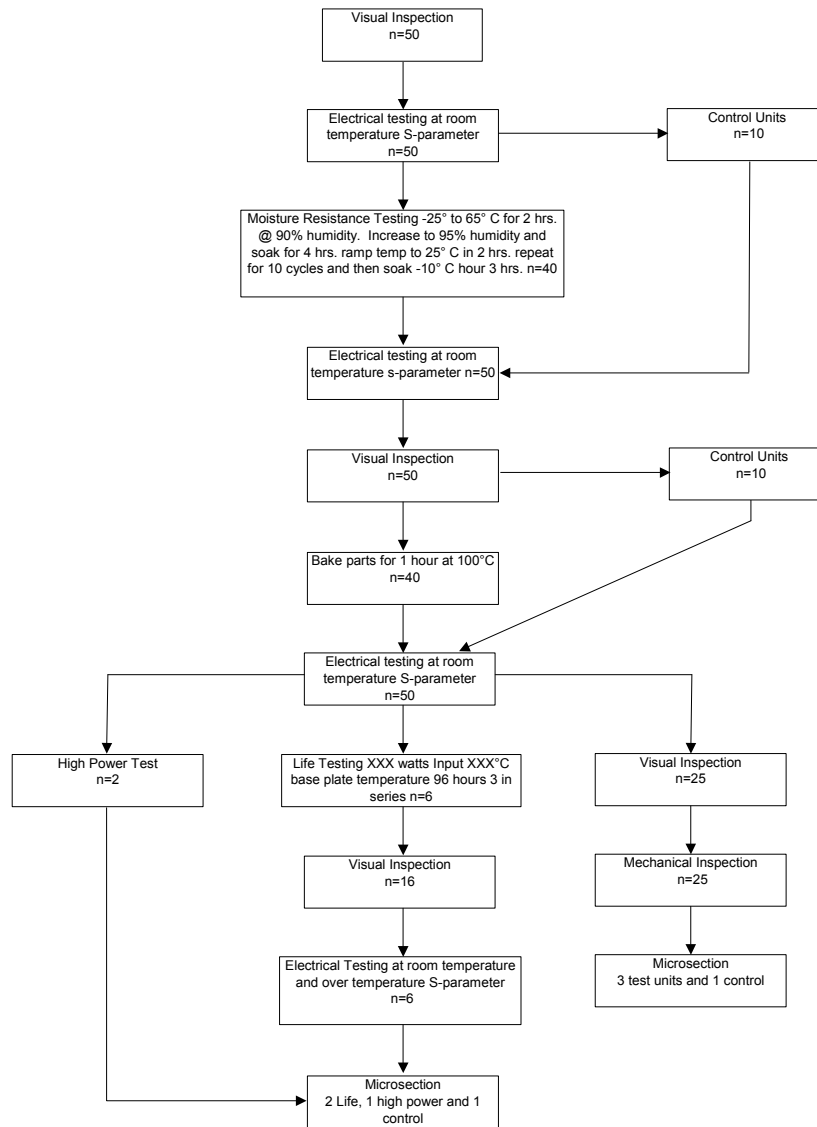 Visual Inspection
n=50
Electrical testing at room
temperature S-parameter
n=50
Control Units
n=10
Moisture Resistance Testing -25° to 65° C for 2 hrs.
@ 90% humidity. Increase to 95% humidity and
soak for 4 hrs. ramp temp to 25° C in 2 hrs. repeat
for 10 cycles and then soak -10° C hour 3 hrs. n=40
Electrical testing at room
temperature s-parameter n=50
Visual Inspection
n=50
Control Units
n=10
Bake parts for 1 hour at 100°C
n=40
Electrical testing at room
temperature S-parameter
n=50
High Power Test
n=2
Life Testing XXX watts Input XXX°C
base plate temperature 96 hours 3 in
series n=6
Visual Inspection
n=25
Visual Inspection
n=16
Mechanical Inspection
n=25
Electrical Testing at room temperature
and over temperature S-parameter
n=6
Microsection
3 test units and 1 control
Microsection
2 Life, 1 high power and 1
control